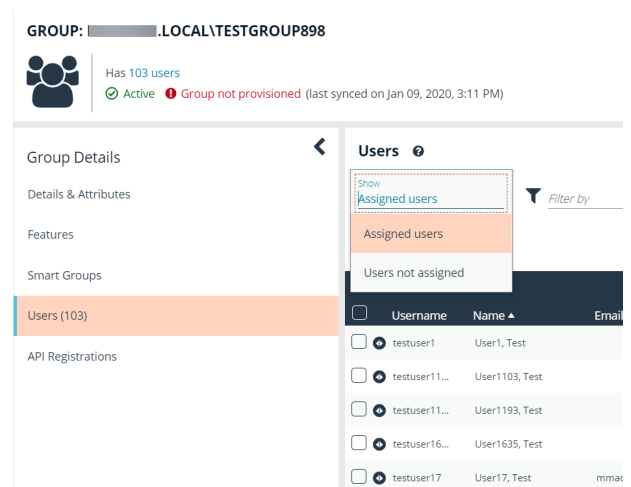 GROUP: .LOCAL\TESTGROUP898
Has 103 users
Active Group not provisioned (last synced on Jan 09, 2020, 3:11 PM)
Group Details
Details & Attributes
Features
Smart Groups
Users (103)
API Registrations
Users
Show
Assigned users
Filter by
Assigned users
Users not assigned
Username Name Email
testuser1 User1, Test
testuser11... User1103, Test
testuser11... User1193, Test
testuser16... User1635, Test
testuser17 User17, Test mmac